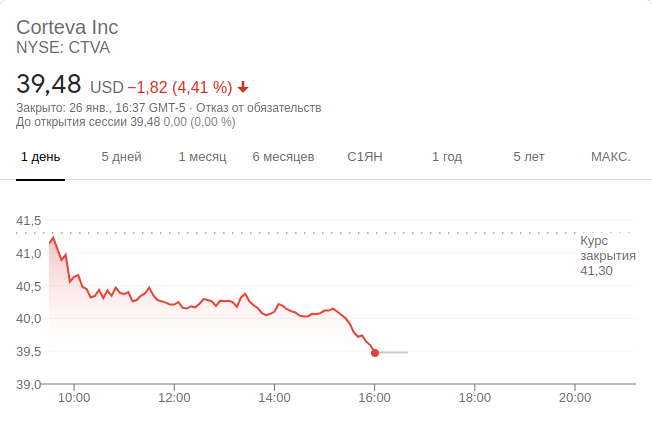 Corteva Inc
NYSE: CTVA
39,48 USD −1,82 (4,41 %)
Закрыто: 26 янв., 16:37 GMT-5 · Отказ от обязательств
До открытия сессии 39,48 0,00 (0,00 %)
1 день 5 дней 1 месяц 6 месяцев С1ЯН 1 год 5 лет МАКС.
41,5
41,0
40,5
40,0
39,5
39,0
Курс
закрытия
41,30
10:00 12:00 14:00 16:00 18:00 20:00